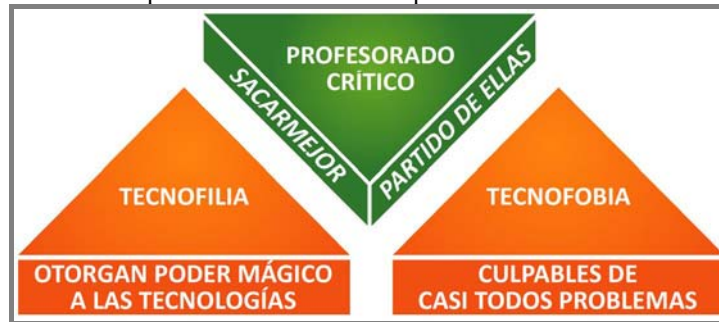 PROFESORADO
CRÍTICO
SACARMEJOR
PARTIDO DE ELLAS
TECNOFILIA
TECNOFOBIA
OTORGAN PODER MÁGICO
A LAS TECNOLOGÍAS
CULPABLES DE
CASI TODOS PROBLEMAS